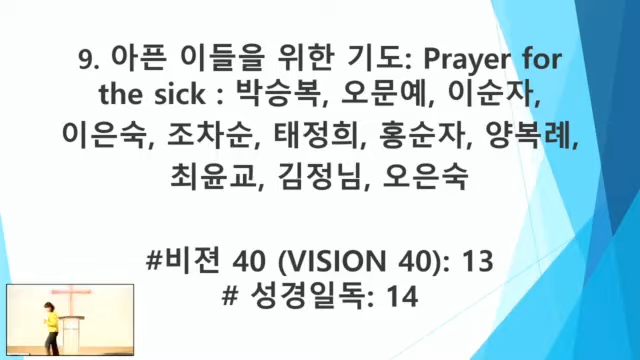 9. 아픈 이들을 위한 기도: Prayer for
the sick : 박승복, 오문예, 이순자,
이은숙, 조차순, 태정희, 홍순자, 양복례,
최윤교, 김정님, 오은숙
#비젼 40 (VISION 40): 13
# 성경일독: 14